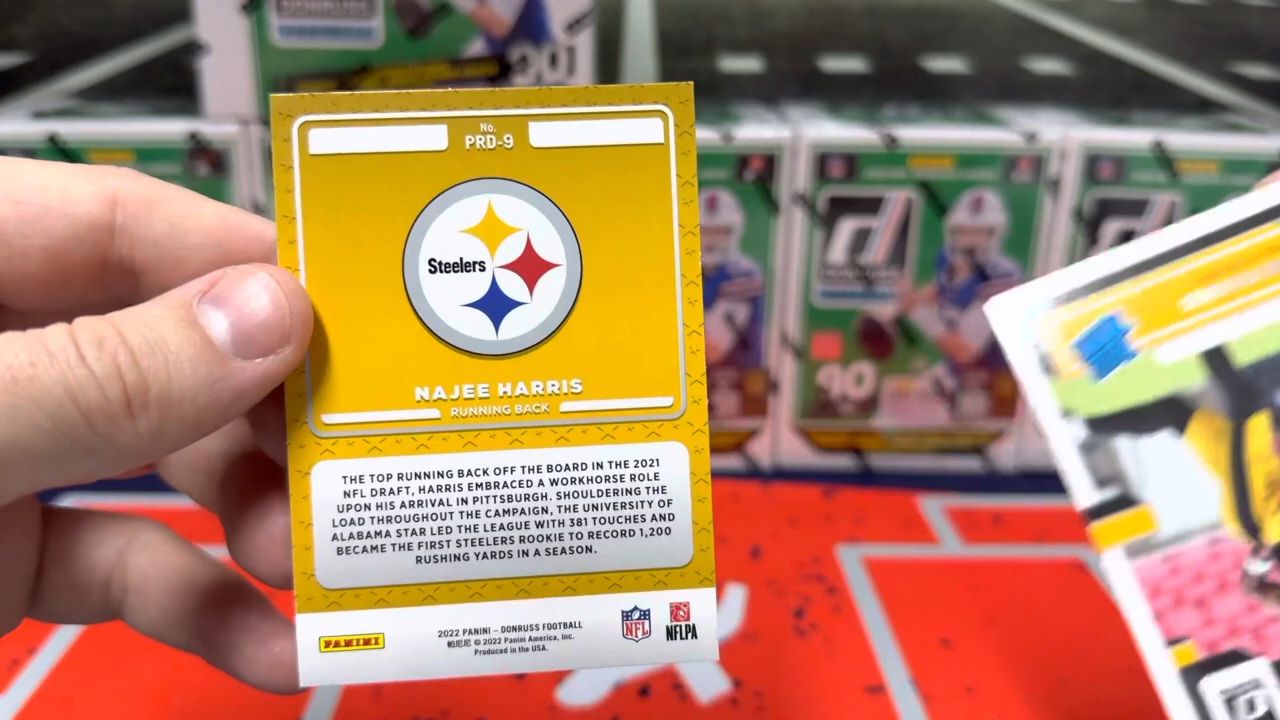 DONRUSS
No.
PRD-9
Steelers
NAJEE HARRIS
RUNNING BACK
THE TOP RUNNING BACK OFF THE BOARD IN THE 2021
NFL DRAFT, HARRIS EMBRACED A WORKHORSE ROLE
UPON HIS ARRIVAL IN PITTSBURGH. SHOULDERING THE
LOAD THROUGHOUT THE CAMPAIGN, THE UNIVERSITY OF
ALABAMA STAR LED THE LEAGUE WITH 381 TOUCHES AND
BECAME THE FIRST STEELERS ROOKIE TO RECORD 1,200
RUSHING YARDS IN A SEASON.
PANINI
2022 PANINI – DONRUSS FOOTBALL
帕尼尼 © 2022 Panini America, Inc.
Produced in the USA.
NFL
NFLPA
DONRUSS
90